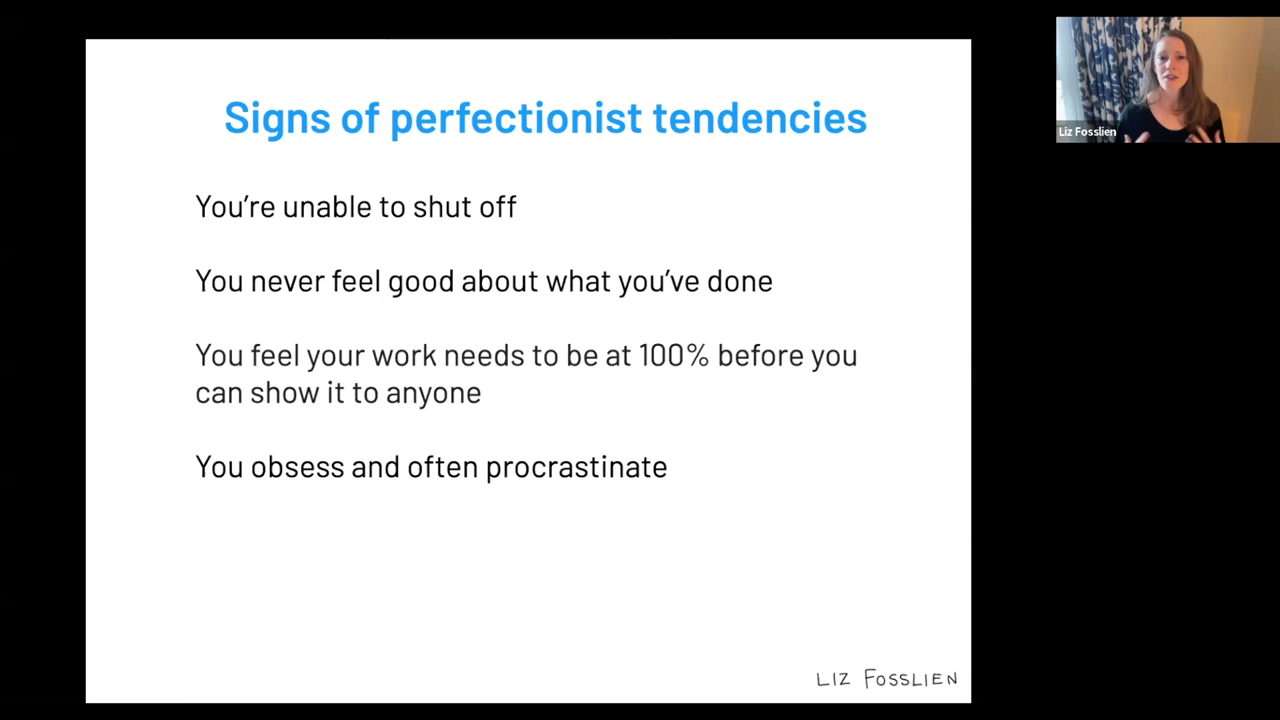 Signs of perfectionist tendencies
You're unable to shut off
You never feel good about what you've done
You feel your work needs to be at 100% before you
can show it to anyone
You obsess and often procrastinate
LIZ FOSSLIEN
Liz Fosslien